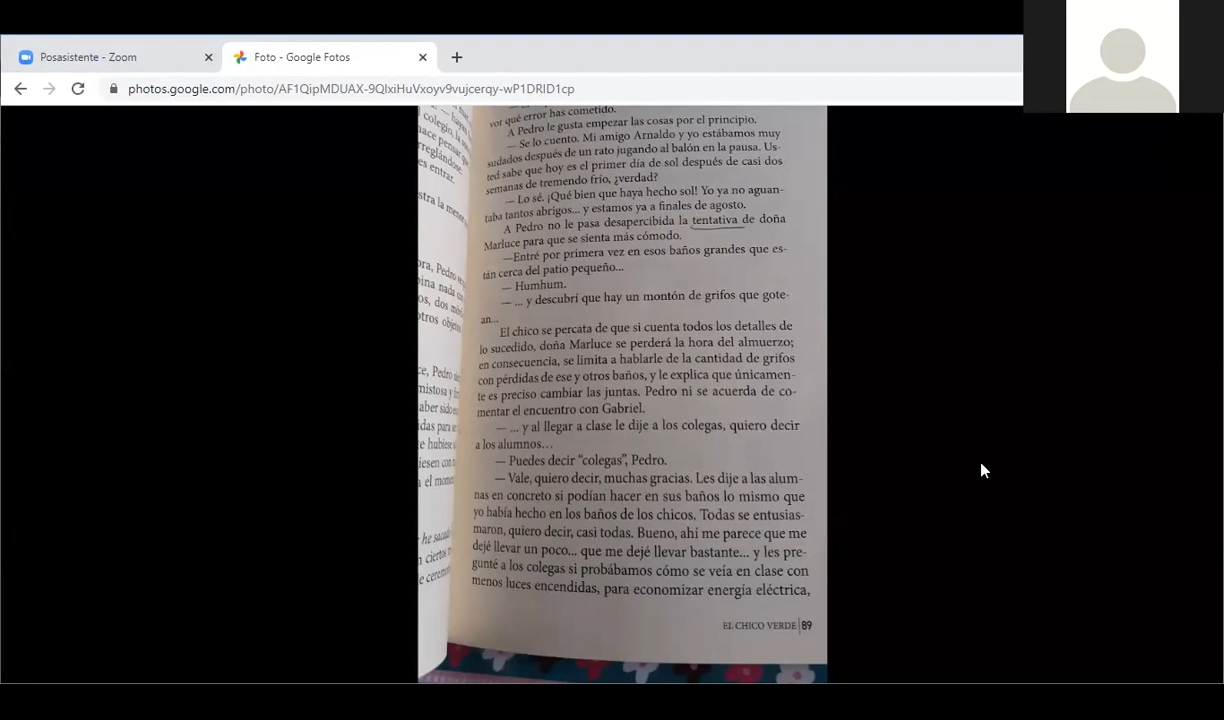 Posasistente - Zoom
Foto - Google Fotos
photos.google.com/photo/AF1QipMDUAX-9QlxiHuVxoyv9vujcerqy-wP1DRID1cp
vor qué error has cometido.
A Pedro le gusta empezar las cosas por el principio.
— Se lo cuento. Mi amigo Arnaldo y yo estábamos muy
sudados después de un rato jugando al balón en la pausa. Us-
ted sabe que hoy es el primer día de sol después de casi dos
semanas de tremendo frío, ¿verdad?
— Lo sé. ¡Qué bien que haya hecho sol! Yo ya no aguan-
taba tantos abrigos... y estamos ya a finales de agosto.
A Pedro no le pasa desapercibida la tentativa de doña
Marluce para que se sienta más cómodo.
—Entré por primera vez en esos baños grandes que es-
tán cerca del patio pequeño...
— Humhum.
— ... y descubrí que hay un montón de grifos que gote-
an...
El chico se percata de que si cuenta todos los detalles de
lo sucedido, doña Marluce se perderá la hora del almuerzo;
en consecuencia, se limita a hablarle de la cantidad de grifos
con pérdidas de ese y otros baños, y le explica que únicamen-
te es preciso cambiar las juntas. Pedro ni se acuerda de co-
mentar el encuentro con Gabriel.
— ... y al llegar a clase le dije a los colegas, quiero decir
a los alumnos...
— Puedes decir “colegas”, Pedro.
— Vale, quiero decir, muchas gracias. Les dije a las alum-
nas en concreto si podían hacer en sus baños lo mismo que
yo había hecho en los baños de los chicos. Todas se entusias-
maron, quiero decir, casi todas. Bueno, ahí me parece que me
dejé llevar un poco... que me dejé llevar bastante... y les pre-
gunté a los colegas si probábamos cómo se veía en clase con
menos luces encendidas, para economizar energía eléctrica,
EL CHICO VERDE 89